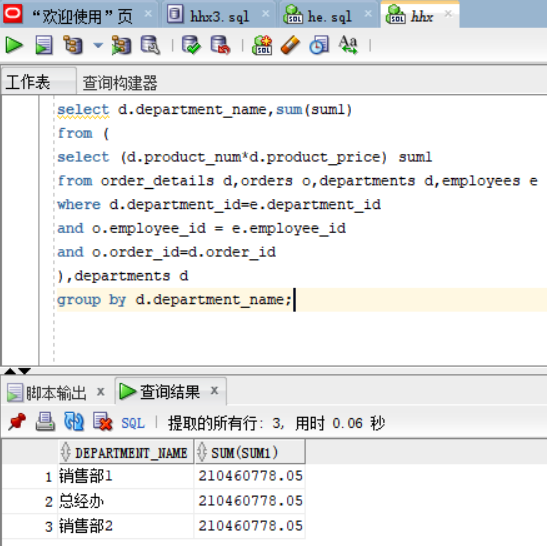 “欢迎使用”页
hhx3.sql
he.sql
hhx
工作表
查询构建器
select d.department_name,sum(sum1)
from (
select (d.product_num*d.product_price) sum1
from order_details d,orders o,departments d,employees e
where d.department_id=e.department_id
and o.employee_id = e.employee_id
and o.order_id=d.order_id
),departments d
group by d.department_name;
脚本输出
查询结果
SQL | 提取的所有行: 3, 用时 0.06 秒
DEPARTMENT_NAME SUM(SUM1)
1 销售部1 210460778.05
2 总经办 210460778.05
3 销售部2 210460778.05